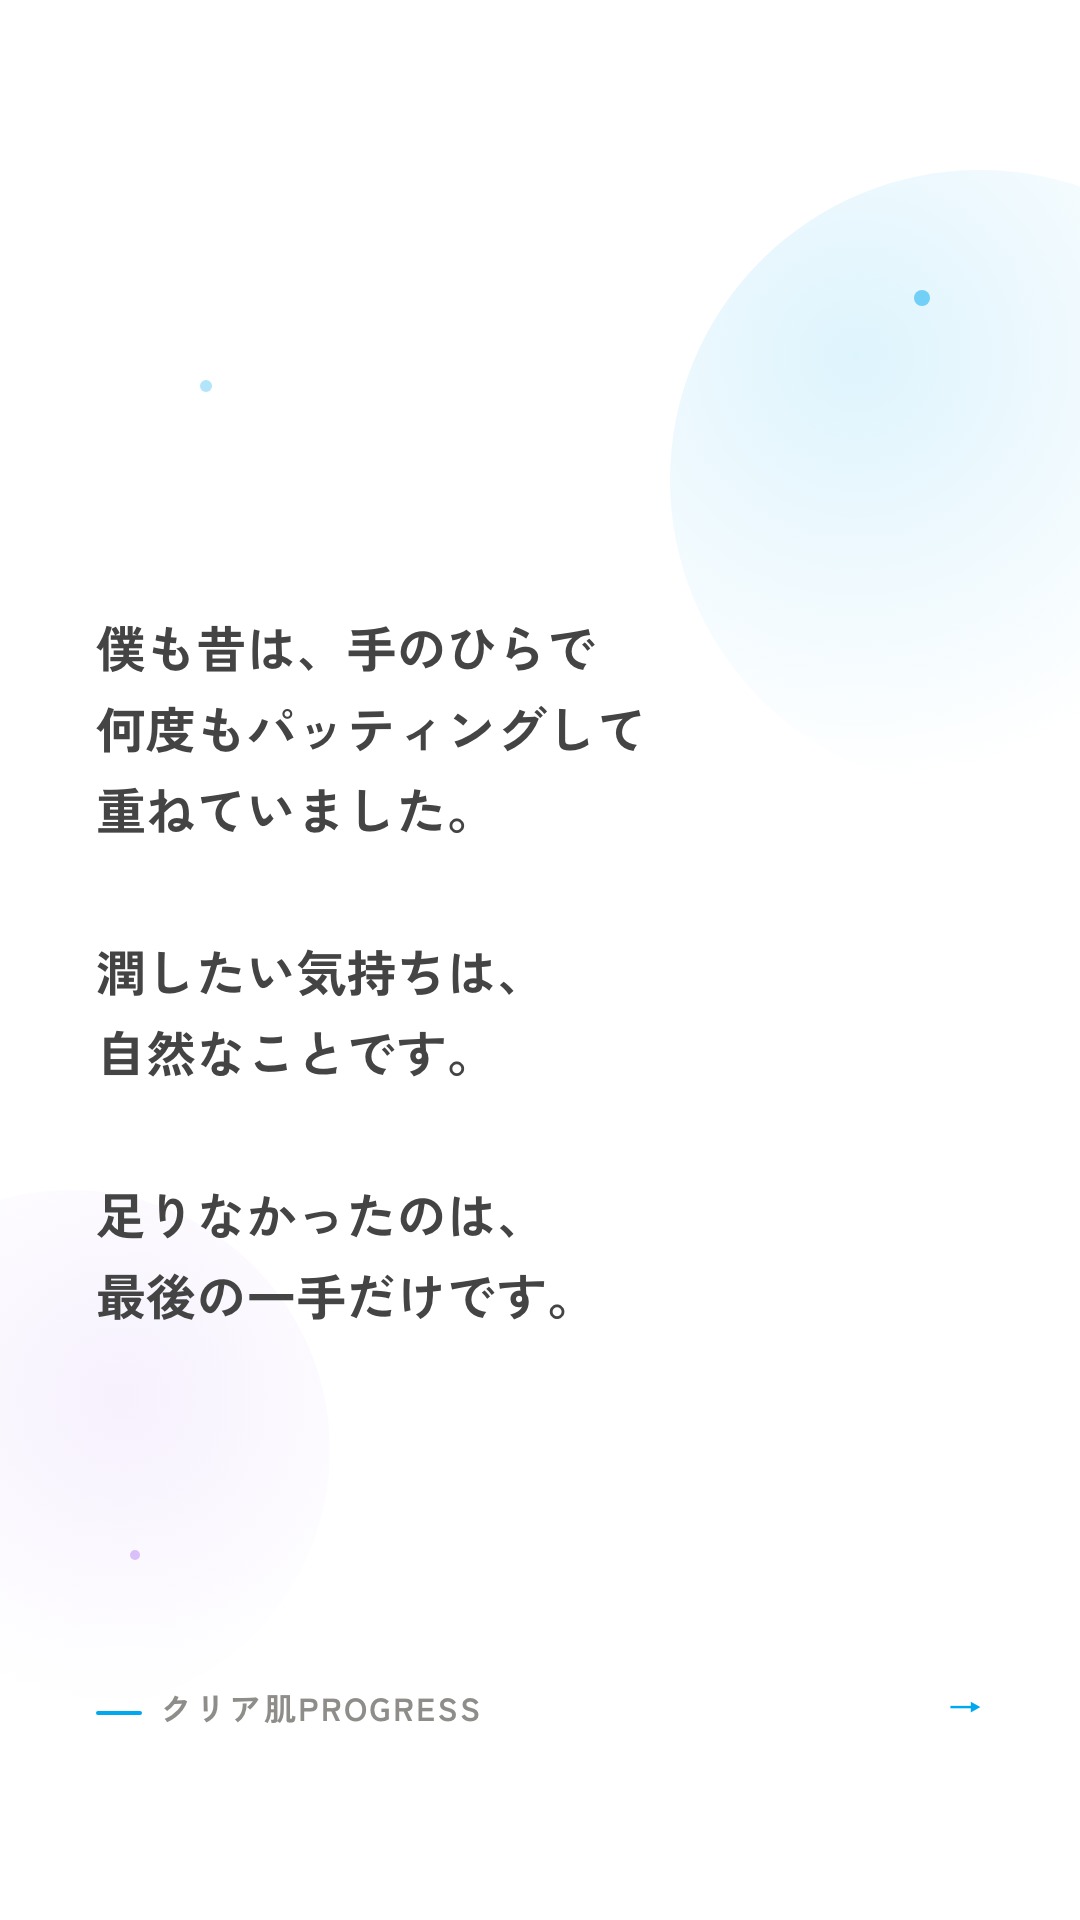 僕も昔は、手のひらで
何度もパッティングして
重ねていました。
潤したい気持ちは、
自然なことです。
足りなかったのは、
最後の一手だけです。
クリア肌PROGRESS
→